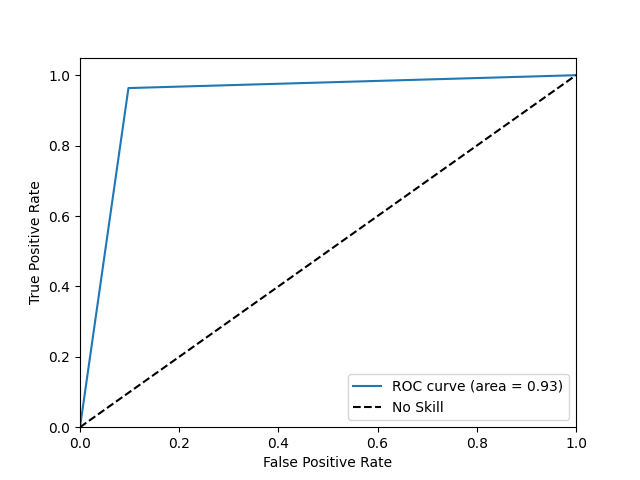 1.0
0.8
0.6
0.4
0.2
0.0
True Positive Rate
ROC curve (area = 0.93)
No Skill
0.0 0.2 0.4 0.6 0.8 1.0
False Positive Rate